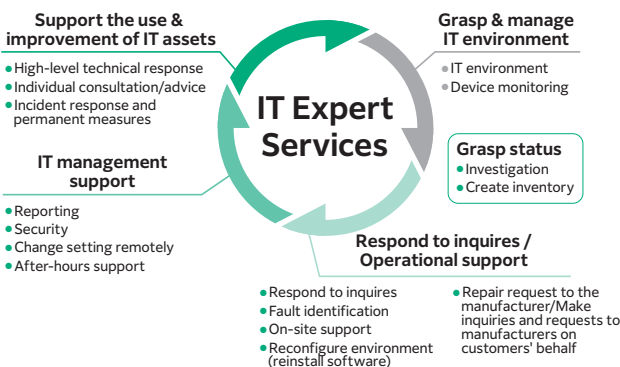 Support the use &
improvement of IT assets
High-level technical response
Individual consultation/advice
Incident response and
permanent measures
IT management
support
Reporting
Security
Change setting remotely
After-hours support
IT Expert
Services
Grasp & manage
IT environment
IT environment
Device monitoring
Grasp status
Investigation
Create inventory
Respond to inquires /
Operational support
Respond to inquires
Fault identification
On-site support
Reconfigure environment
(reinstall software)
Repair request to the
manufacturer/Make
inquiries and requests to
manufacturers on
customers' behalf